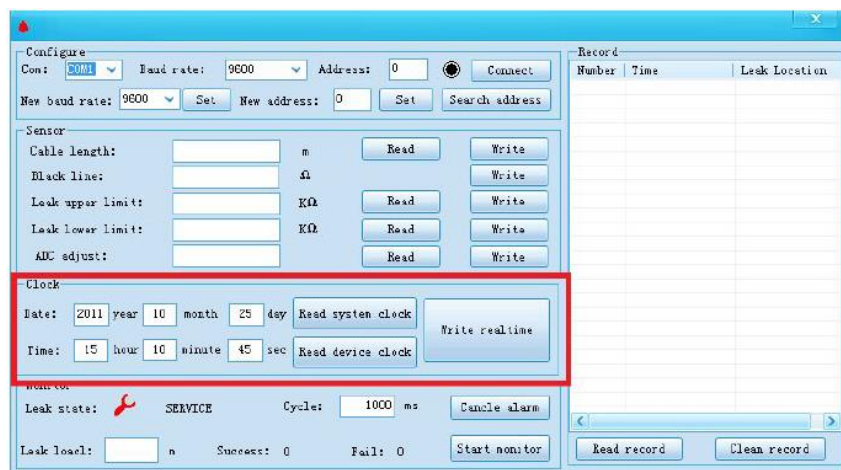 Configure
Com: COM1 Baud rate: 9600 Address: 0 Connect
New baud rate: 9600 Set New address: 0 Set Search address
Sensor
Cable length: m Read Write
Black line: Ω Write
Leak upper limit: KΩ Read Write
Leak lower limit: KΩ Read Write
ADC adjust: Read Write
Clock
Date: 2011 year 10 month 25 day Read system clock
Write realtime
Time: 15 hour 10 minute 45 sec Read device clock
Monitor
Leak state: SERVICE Cycle: 1000 ms Cancle alarm
Leak loacl: m Success: 0 Fail: 0 Start monitor
Record
Number Time Leak Location
Read record Clean record